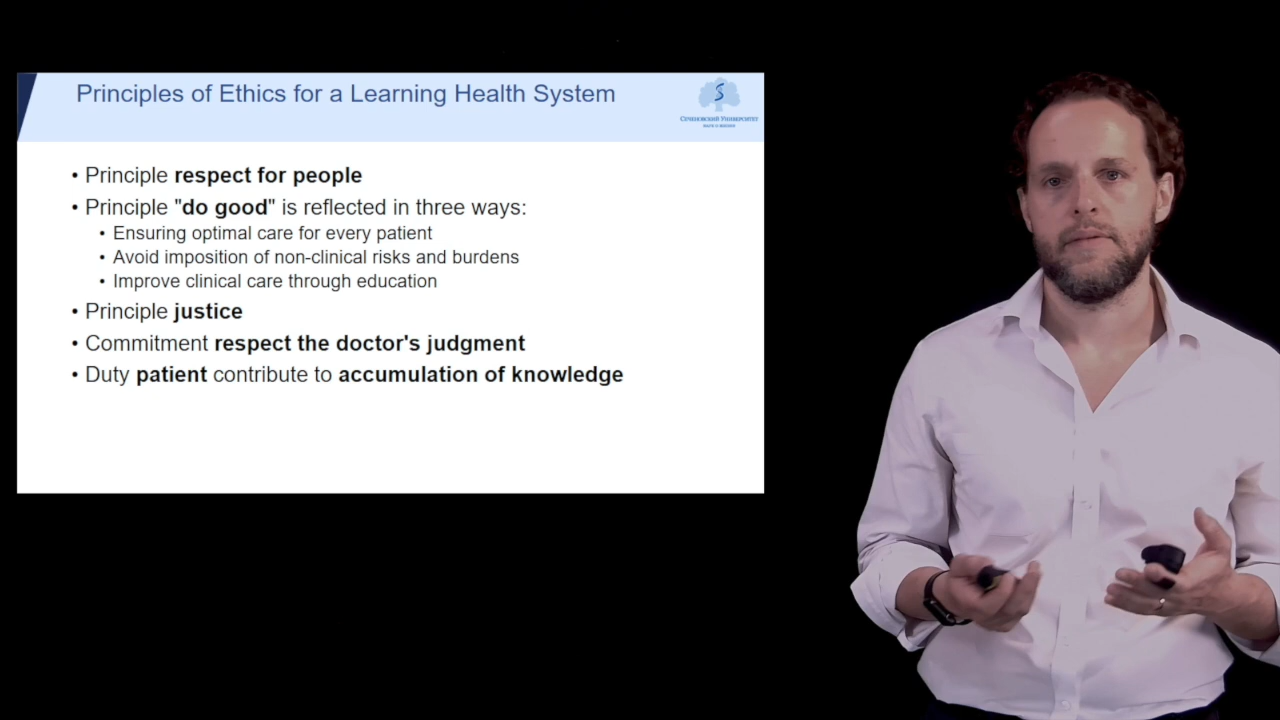 Principles of Ethics for a Learning Health System
Сеченовский Университет
• Principle respect for people
• Principle "do good" is reflected in three ways:
• Ensuring optimal care for every patient
• Avoid imposition of non-clinical risks and burdens
• Improve clinical care through education
• Principle justice
• Commitment respect the doctor's judgment
• Duty patient contribute to accumulation of knowledge